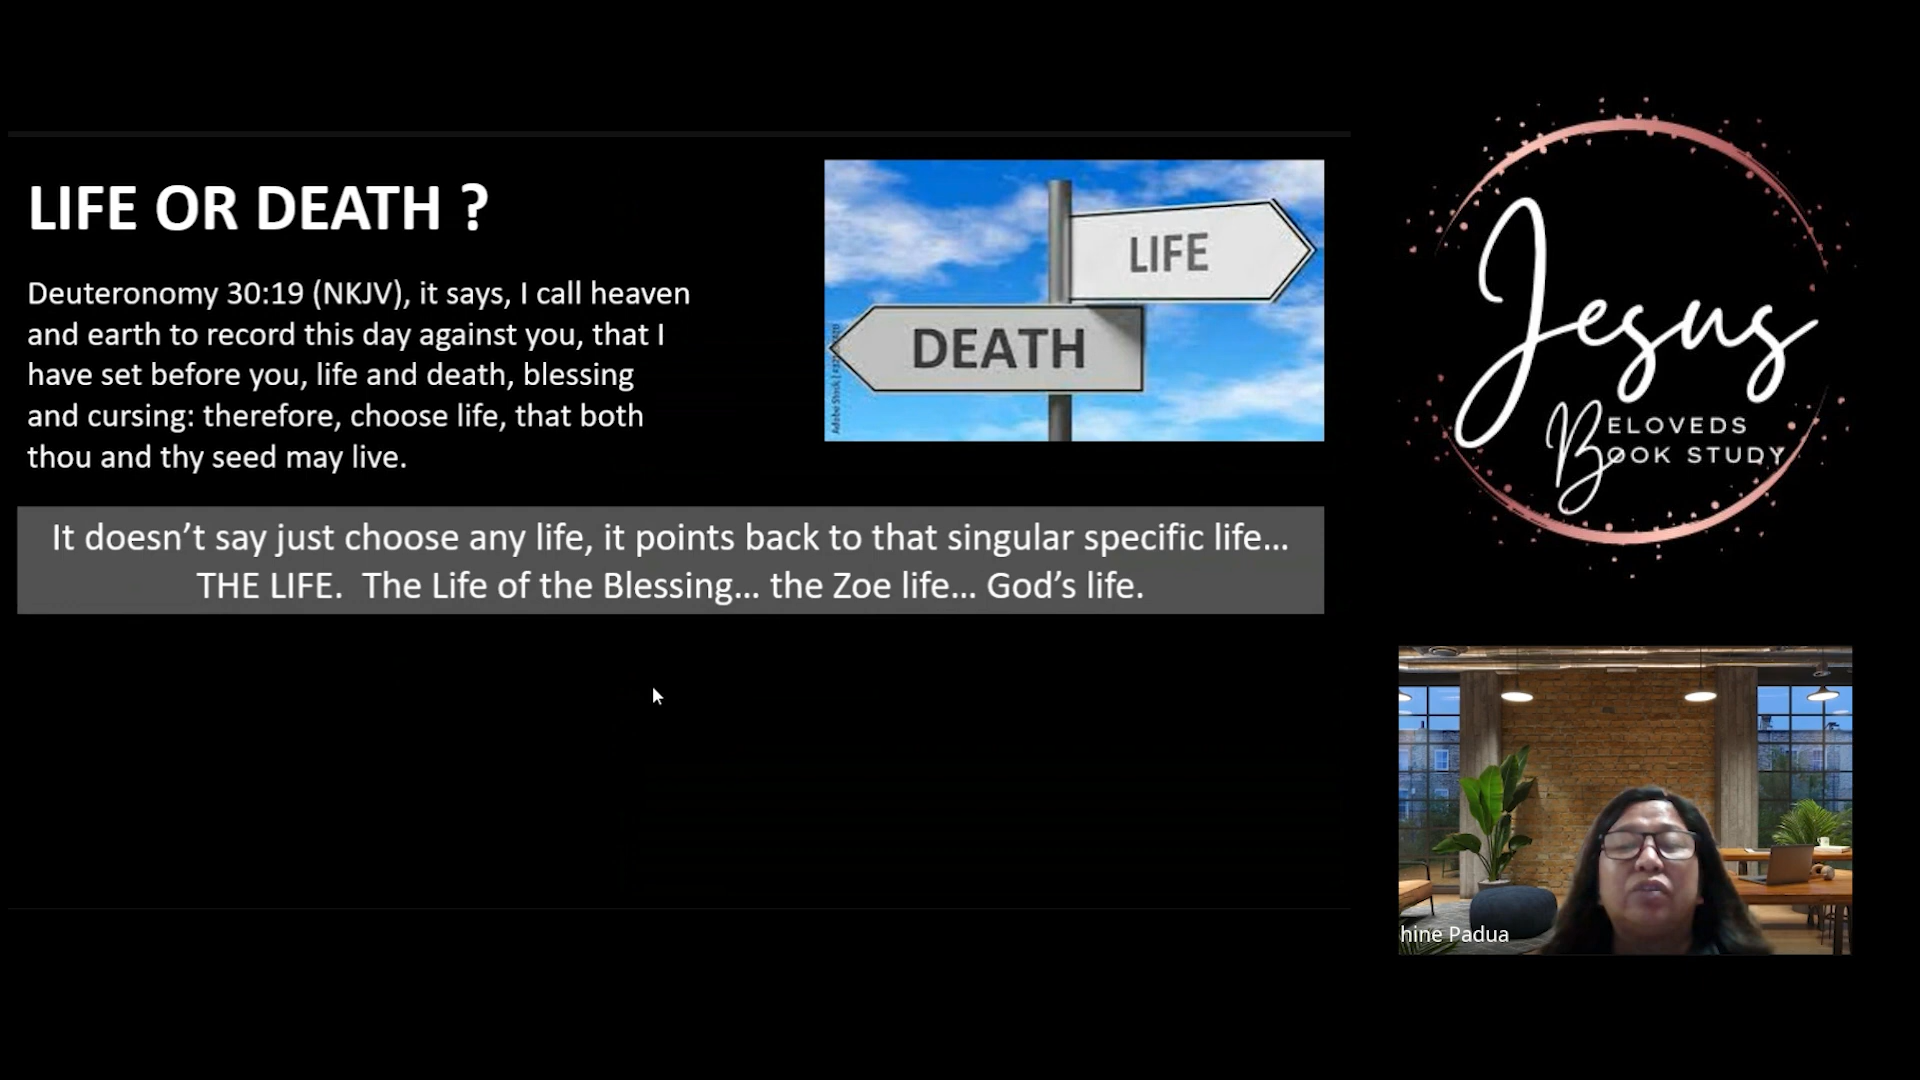 LIFE OR DEATH ?
Deuteronomy 30:19 (NKJV), it says, I call heaven
and earth to record this day against you, that I
have set before you, life and death, blessing
and cursing: therefore, choose life, that both
thou and thy seed may live.
LIFE
DEATH
It doesn’t say just choose any life, it points back to that singular specific life…
THE LIFE.  The Life of the Blessing… the Zoe life… God’s life.
Jesus
BELOVEDS
BOOK STUDY
hine Padua